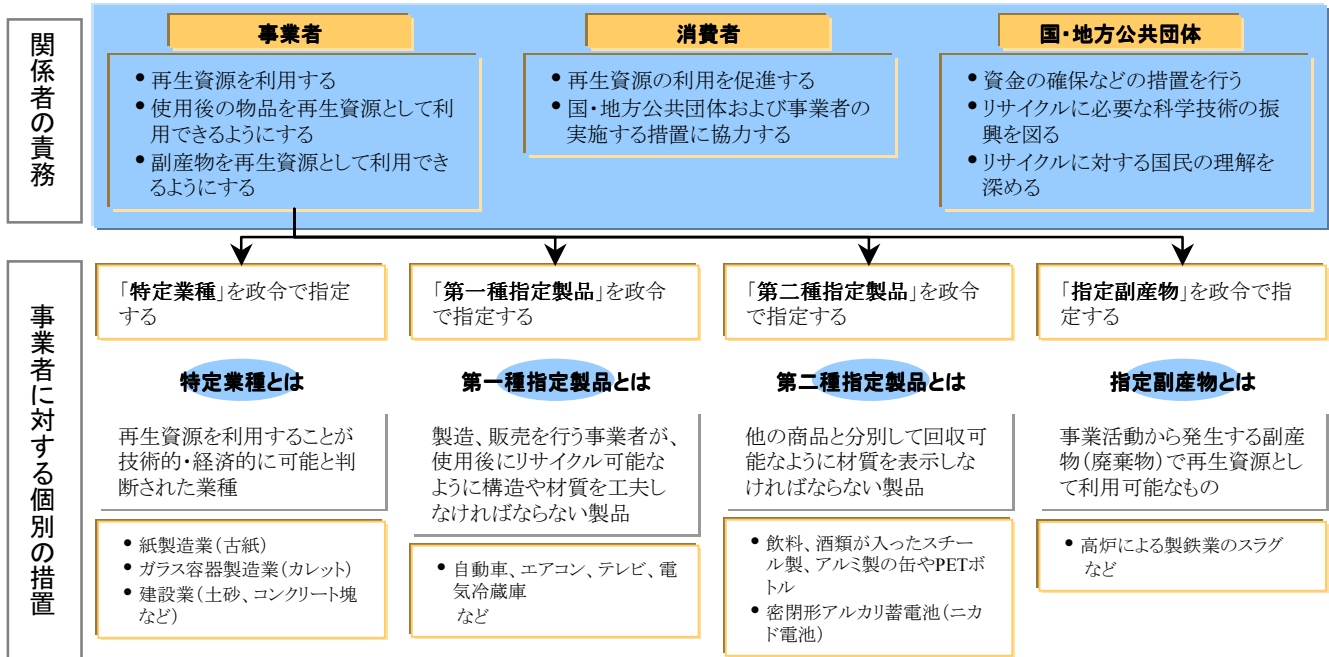 関係者の責務
事業者
• 再生資源を利用する
• 使用後の物品を再生資源として利
用できるようにする
• 副産物を再生資源として利用でき
るようにする
消費者
• 再生資源の利用を促進する
• 国・地方公共団体および事業者の
実施する措置に協力する
国・地方公共団体
• 資金の確保などの措置を行う
• リサイクルに必要な科学技術の振
興を図る
• リサイクルに対する国民の理解を
深める
事業者に対する個別の措置
「特定業種」を政令で指定
する
特定業種とは
再生資源を利用することが
技術的・経済的に可能と判
断された業種
• 紙製造業(古紙)
• ガラス容器製造業(カレット)
• 建設業(土砂、コンクリート塊
など)
「第一種指定製品」を政令
で指定する
第一種指定製品とは
製造、販売を行う事業者が、
使用後にリサイクル可能な
ように構造や材質を工夫し
なければならない製品
• 自動車、エアコン、テレビ、電
気冷蔵庫
など
「第二種指定製品」を政令
で指定する
第二種指定製品とは
他の商品と分別して回収可
能なように材質を表示しな
ければならない製品
• 飲料、酒類が入ったスチー
ル製、アルミ製の缶やPETボ
トル
• 密閉形アルカリ蓄電池(ニカ
ド電池)
「指定副産物」を政令で指
定する
指定副産物とは
事業活動から発生する副産
物(廃棄物)で再生資源とし
て利用可能なもの
• 高炉による製鉄業のスラグ
など